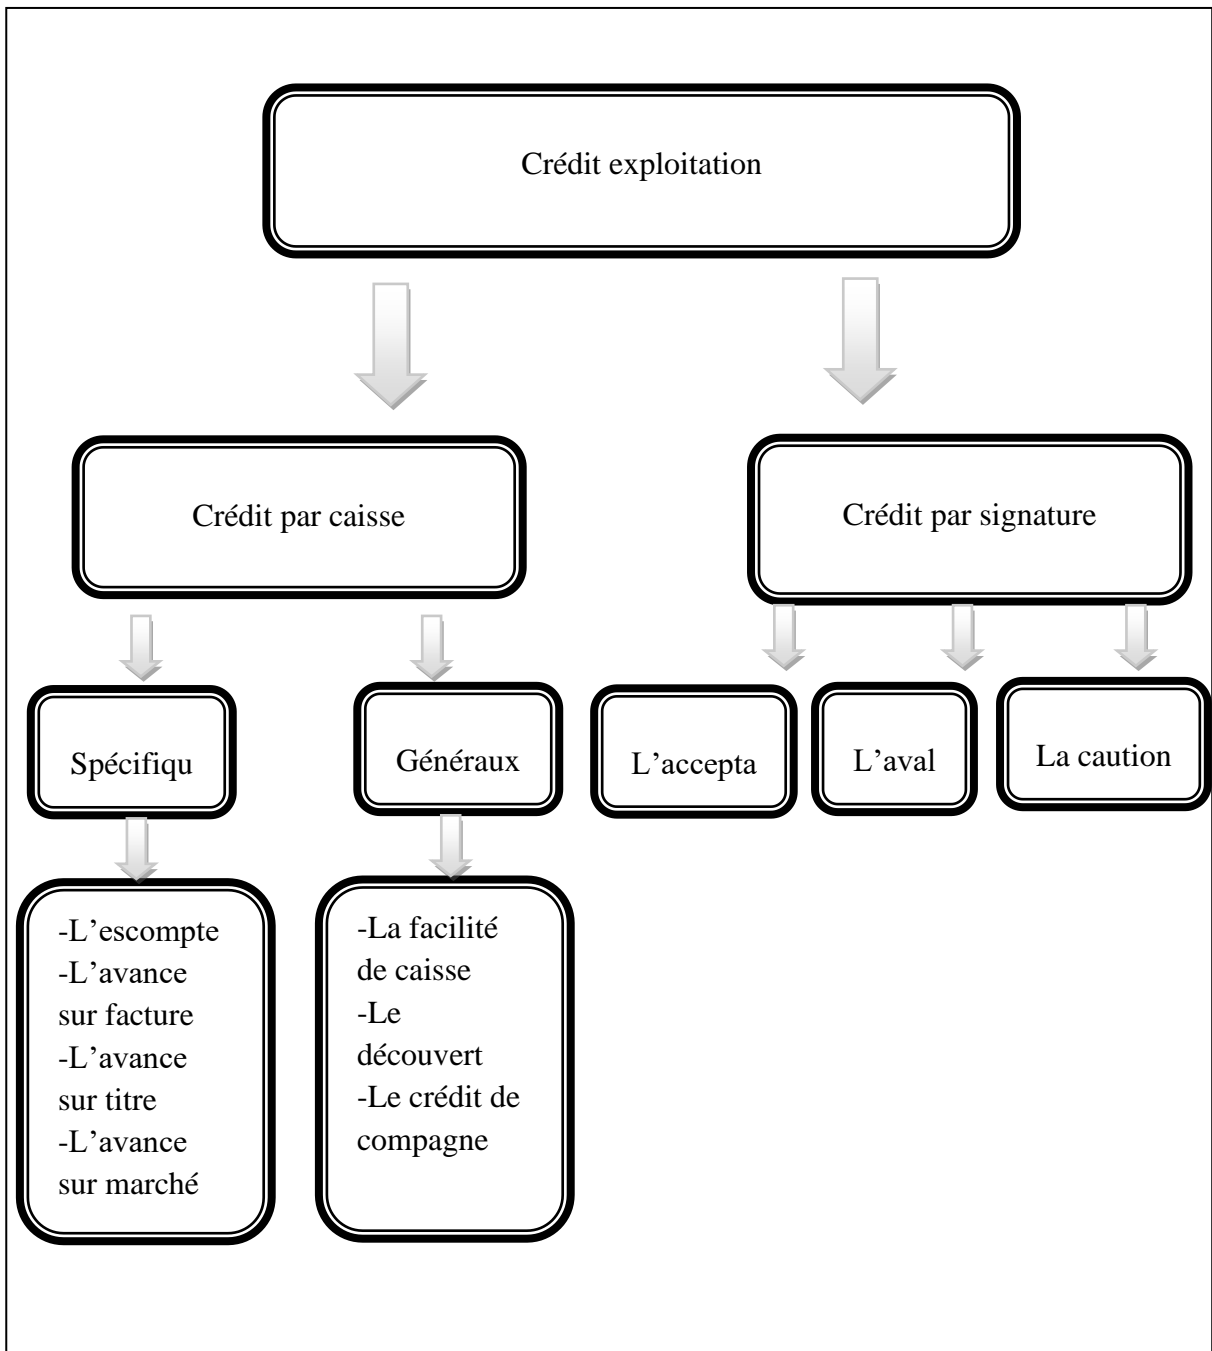 Crédit exploitation
Crédit par caisse
Crédit par signature
Spécifiqu
Généraux
L’accepta
L’aval
La caution
-L’escompte
-L’avance
sur facture
-L’avance
sur titre
-L’avance
sur marché
-La facilité
de caisse
-Le
découvert
-Le crédit de
compagne